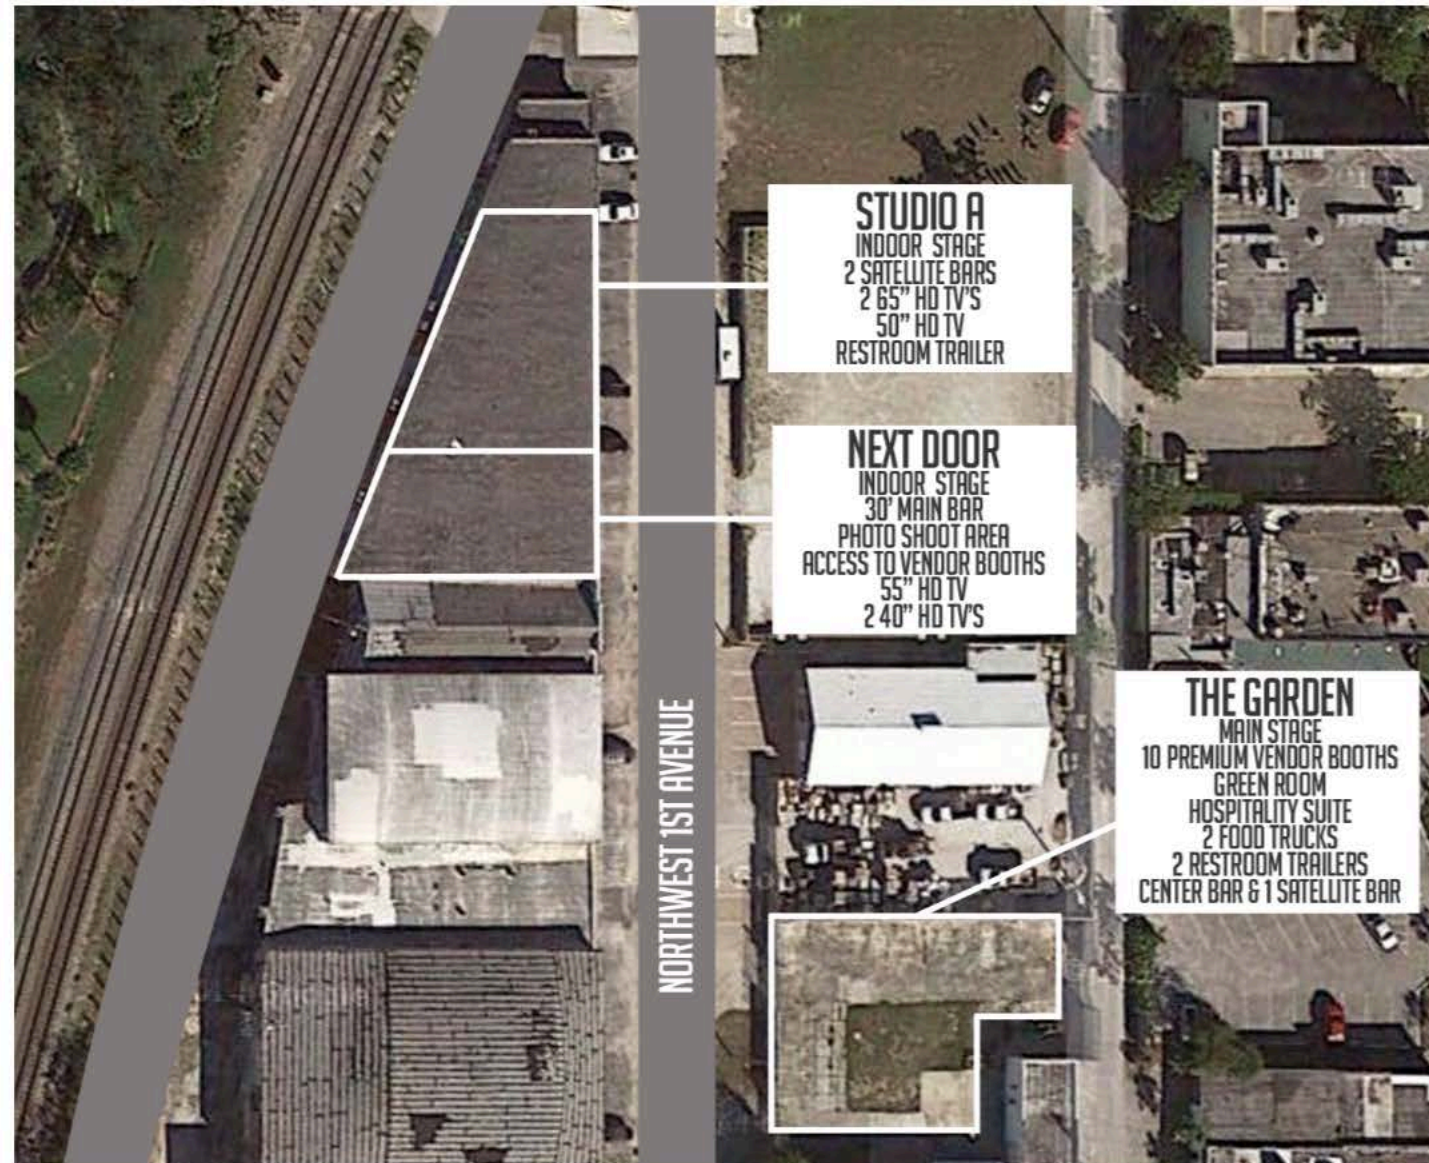 STUDIO A
INDOOR STAGE
2 SATELLITE BARS
2 65” HD TV'S
50” HD TV
RESTROOM TRAILER
NEXT DOOR
INDOOR STAGE
30' MAIN BAR
PHOTO SHOOT AREA
ACCESS TO VENDOR BOOTHS
55” HD TV
2 40” HD TV'S
THE GARDEN
MAIN STAGE
10 PREMIUM VENDOR BOOTHS
GREEN ROOM
HOSPITALITY SUITE
2 FOOD TRUCKS
2 RESTROOM TRAILERS
CENTER BAR & 1 SATELLITE BAR
NORTHWEST 1ST AVENUE